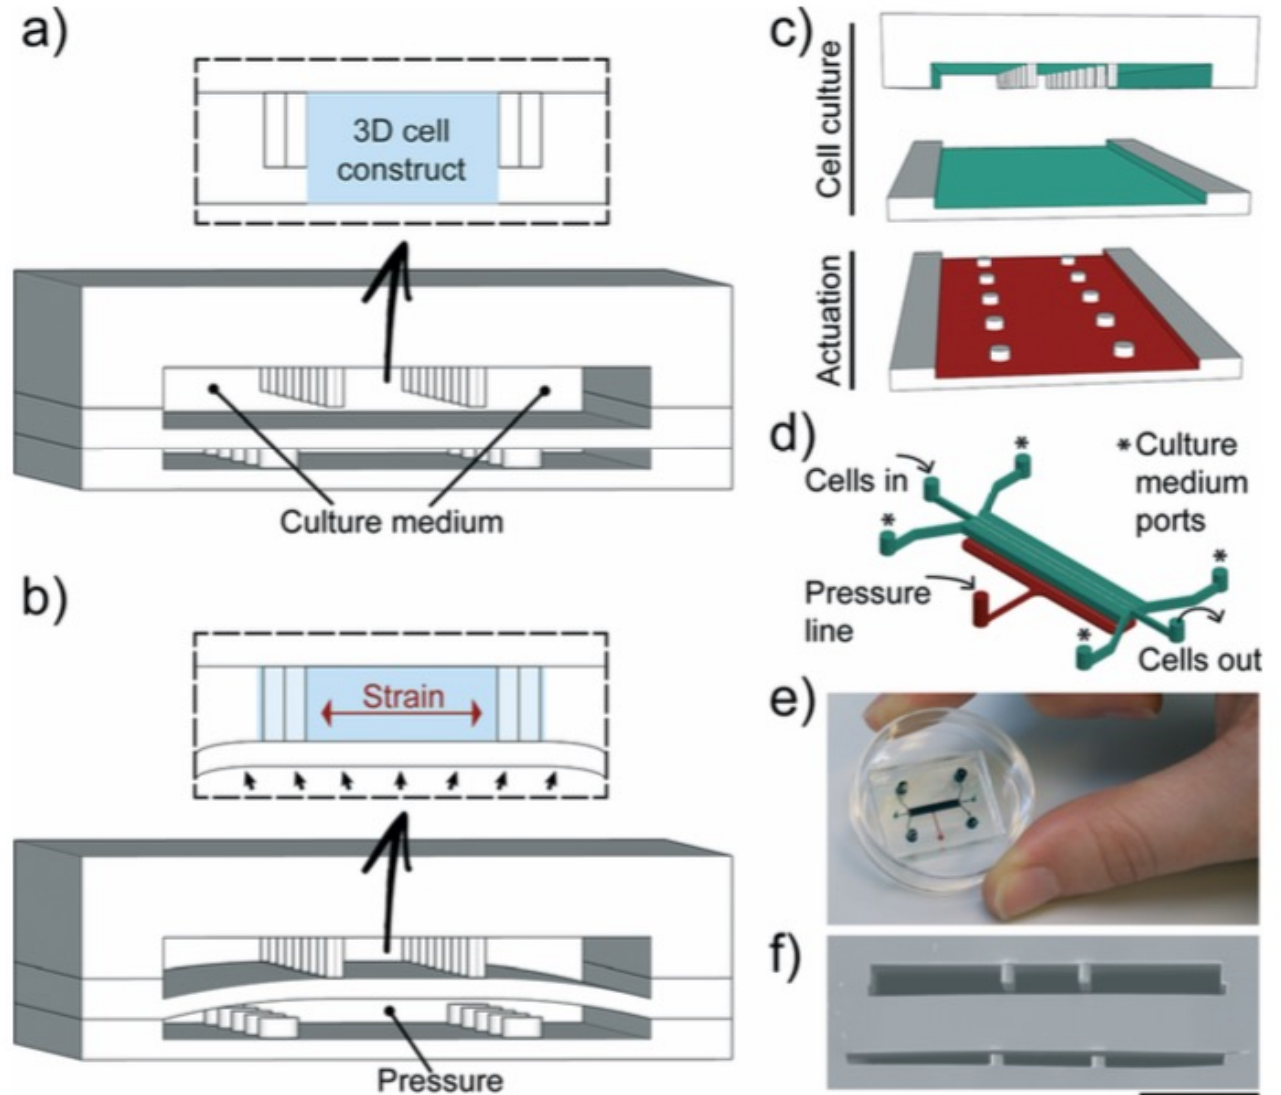 a)
3D cell
construct
Culture medium
b)
Strain
Pressure
c)
Cell culture
Actuation
d)
*Culture
medium
ports
Cells in
*
*
*
*
Pressure
line
Cells out
e)
f)